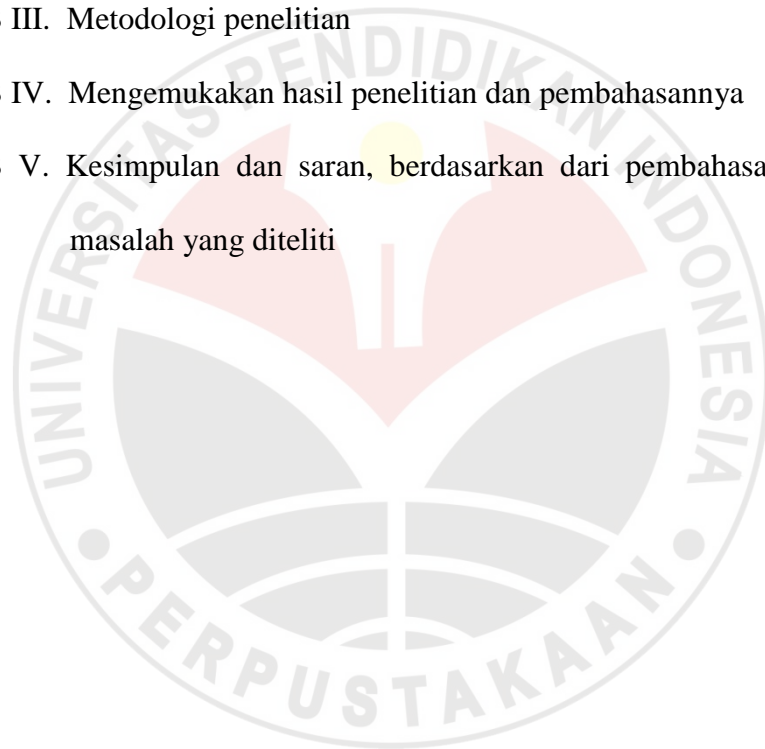 III. Metodologi penelitian
IV. Mengemukakan hasil penelitian dan pembahasannya
V. Kesimpulan dan saran, berdasarkan dari pembahasa
masalah yang diteliti
UNIVERSITAS PENDIDIKAN INDONESIA
PERPUSTAKAAN